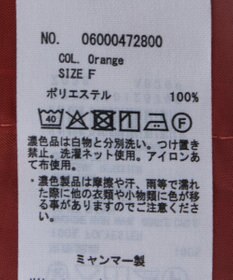 NO. 06000472800
COL. Orange
SIZE F
ポリエステル 100%
40
F
濃色品は白物と分別洗い。つけ置き
禁止。洗濯ネット使用。アイロンあ
て布使用。
・濃色製品は摩擦や汗、雨等で濡れ
た際に他の衣類や小物類に色が移
る事がありますのでご注意下さい。
ミャンマー製